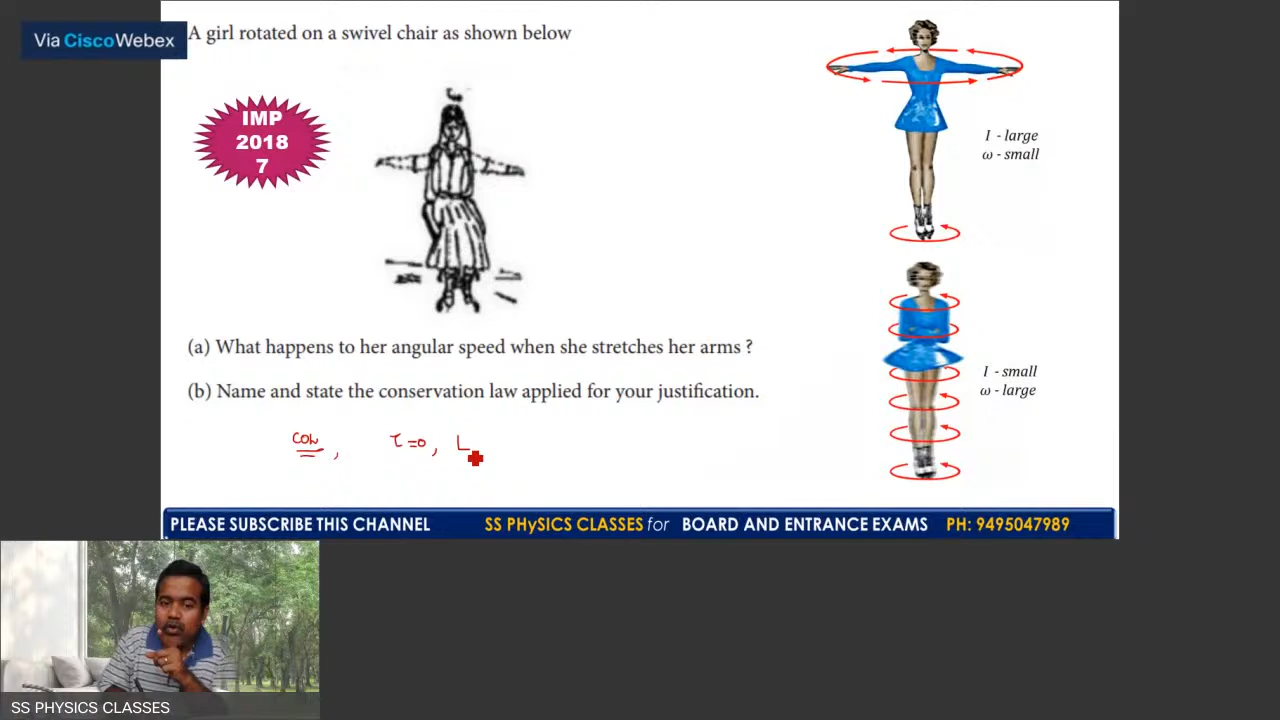 Via CiscoWebex
A girl rotated on a swivel chair as shown below
IMP
2018
7
I - large
ω - small
(a) What happens to her angular speed when she stretches her arms ?
I - small
ω - large
(b) Name and state the conservation law applied for your justification.
τ=0, L
PLEASE SUBSCRIBE THIS CHANNEL SS PHySICS CLASSES for BOARD AND ENTRANCE EXAMS PH: 9495047989
SS PHYSICS CLASSES